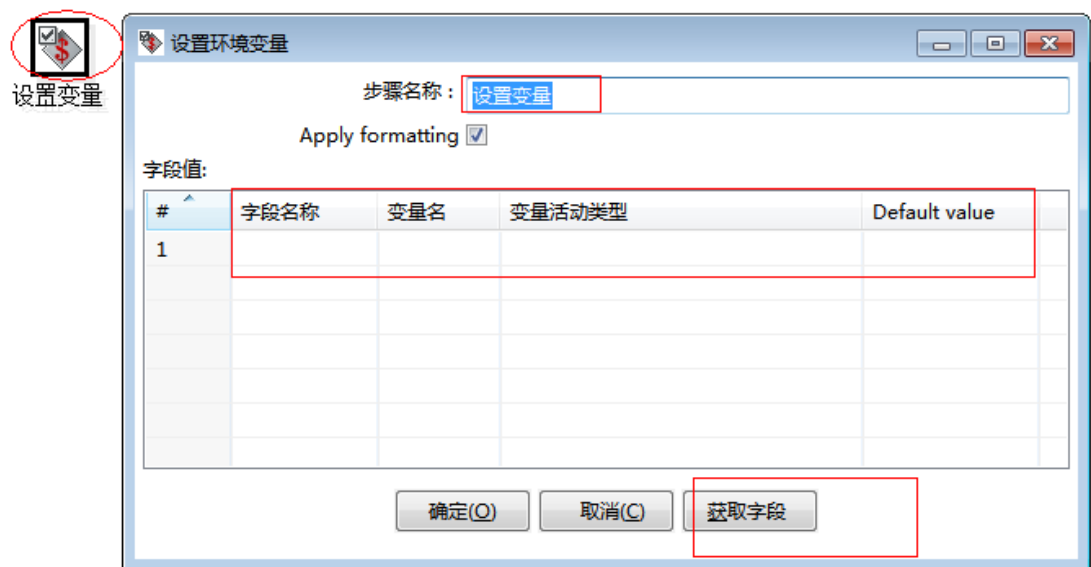 设置变量
设置环境变量
步骤名称：
设置变量
Apply formatting
字段值:
# 字段名称 变量名 变量活动类型 Default value
1
确定(O) 取消(C) 获取字段